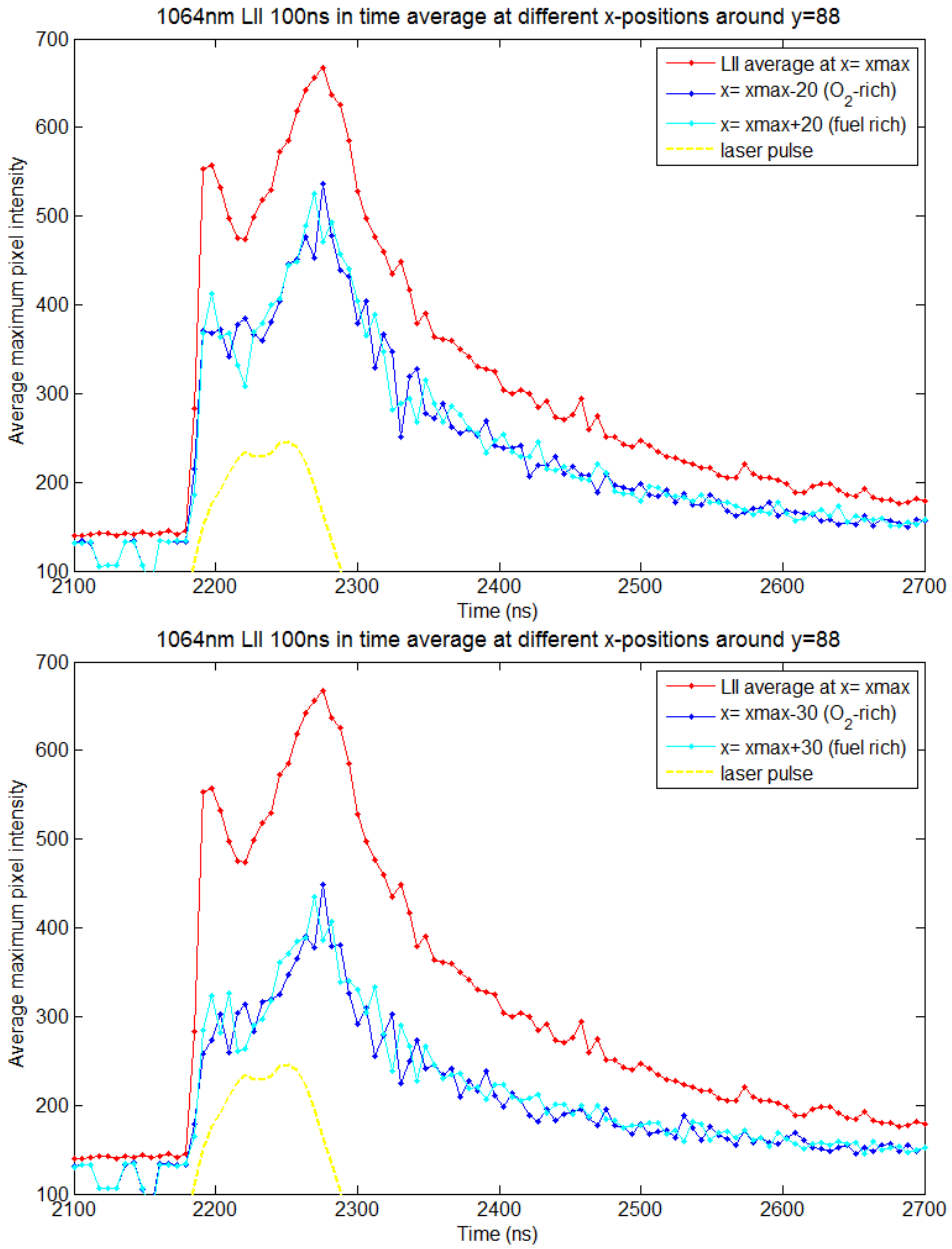 1064nm LII 100ns in time average at different x-positions around y=88
700
600
500
400
300
200
100
Average maximum pixel intensity
LII average at x= xmax
x= xmax-20 (O₂-rich)
x= xmax+20 (fuel rich)
laser pulse
2100 2200 2300 2400 2500 2600 2700
Time (ns)
1064nm LII 100ns in time average at different x-positions around y=88
700
600
500
400
300
200
100
Average maximum pixel intensity
LII average at x= xmax
x= xmax-30 (O₂-rich)
x= xmax+30 (fuel rich)
laser pulse
2100 2200 2300 2400 2500 2600 2700
Time (ns)